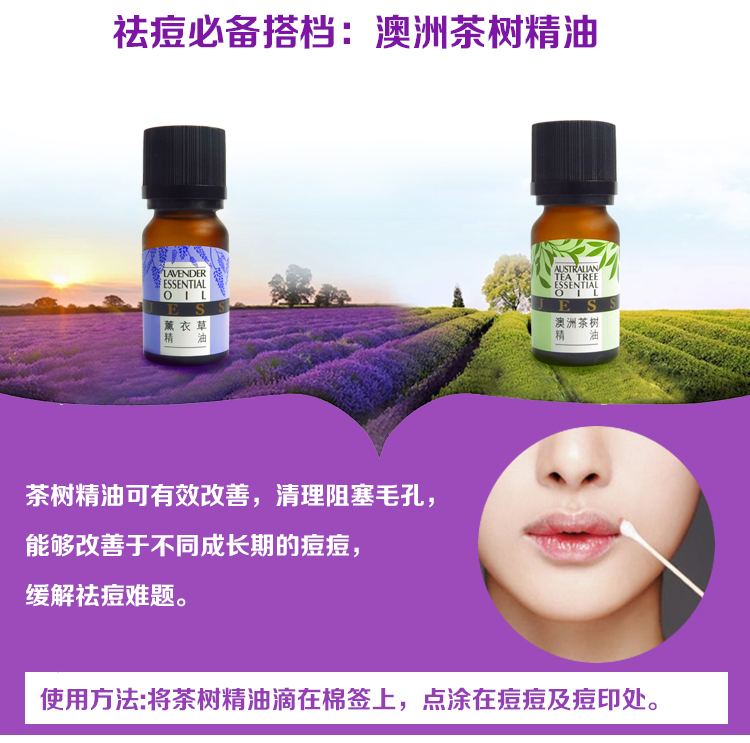 祛痘必备搭档：澳洲茶树精油
LAVENDER
ESSENTIAL
OIL
JESS
薰衣草
精油
AUSTRALIAN
TEA TREE
ESSENTIAL
OIL
JESS
澳洲茶树
精油
茶树精油可有效改善，清理阻塞毛孔，
能够改善于不同成长期的痘痘，
缓解祛痘难题。
使用方法:将茶树精油滴在棉签上，点涂在痘痘及痘印处。